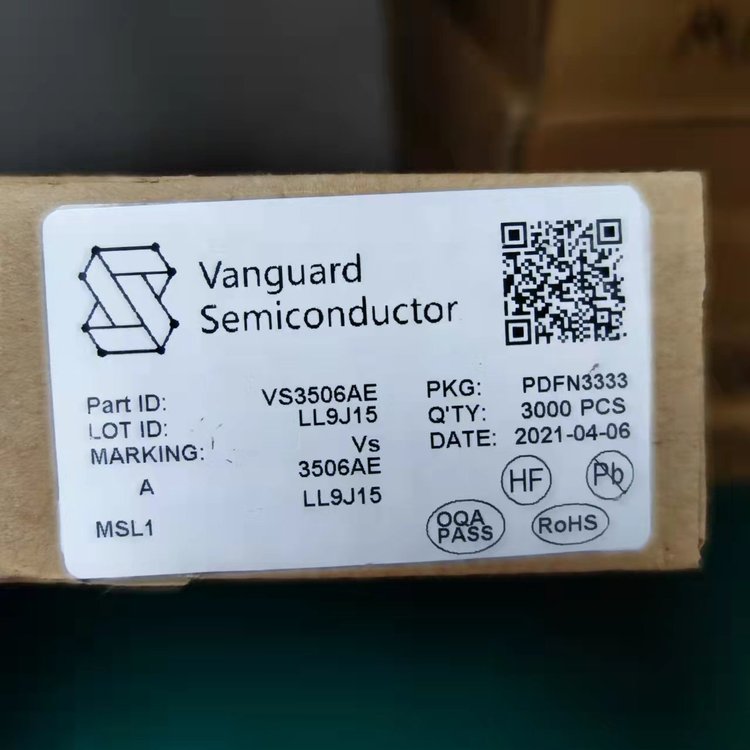 Vanguard
Semiconductor
Part ID: VS3506AE
LOT ID: LL9J15
MARKING: Vs
3506AE
A LL9J15
MSL1
PKG: PDFN3333
Q'TY: 3000 PCS
DATE: 2021-04-06
HF Pb
OQA
PASS
RoHS